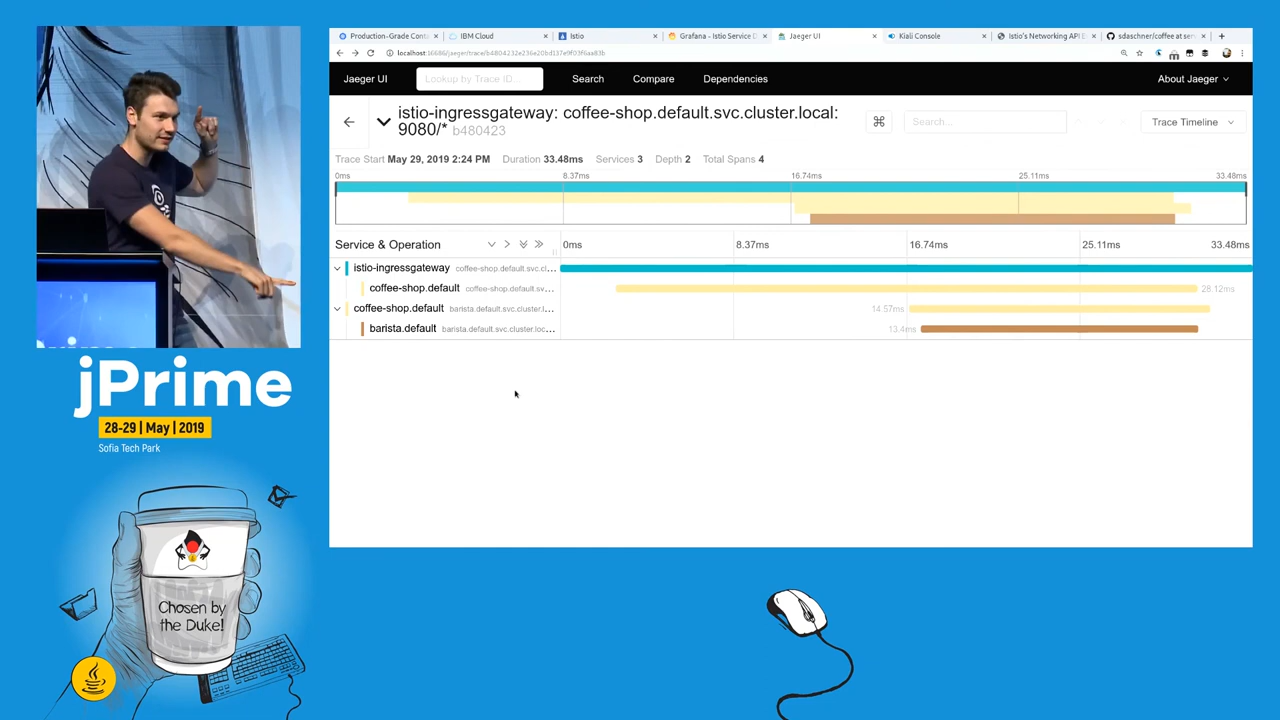 Production-Grade Conta
IBM Cloud
Istio
Grafana - Istio Service D
Jaeger UI
Kiali Console
Istio's Networking API E
sdaschner/coffee at ser
Jaeger UI
Lookup by Trace ID...
Search
Compare
Dependencies
About Jaeger
istio-ingressgateway: coffee-shop.default.svc.cluster.local:
9080/* b480423
Search...
Trace Timeline
Trace Start May 29, 2019 2:24 PM Duration 33.48ms Services 3 Depth 2 Total Spans 4
0ms 8.37ms 16.74ms 25.11ms 33.48ms
Service & Operation 0ms 8.37ms 16.74ms 25.11ms 33.48ms
istio-ingressgateway coffee-shop.default.svc.cl...
coffee-shop.default coffee-shop.default.sv... 28.12ms
coffee-shop.default barista.default.svc.cluster.l... 14.57ms
barista.default barista.default.svc.cluster.loc... 13.4ms
jPrime
28-29 | May | 2019
Sofia Tech Park
Chosen by
the Duke!